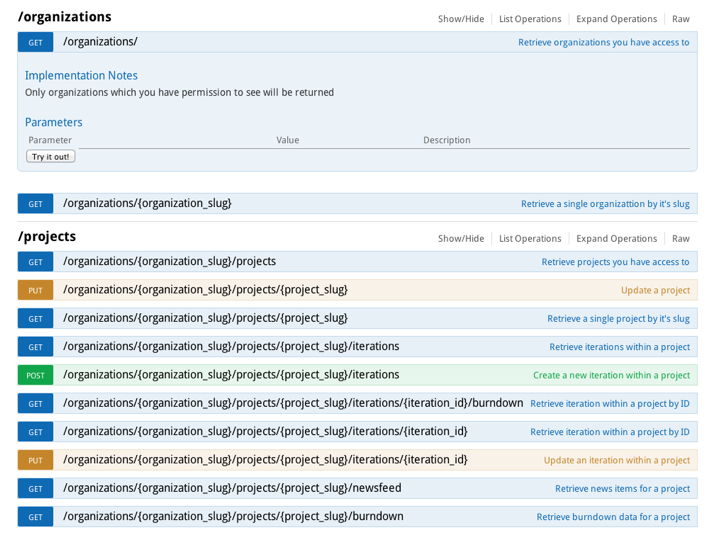 /organizations Show/Hide List Operations Expand Operations Raw
GET /organizations/ Retrieve organizations you have access to
Implementation Notes
Only organizations which you have permission to see will be returned
Parameters
Parameter Value Description
Try it out!
GET /organizations/{organization_slug} Retrieve a single organizattion by it's slug
/projects Show/Hide List Operations Expand Operations Raw
GET /organizations/{organization_slug}/projects Retrieve projects you have access to
PUT /organizations/{organization_slug}/projects/{project_slug} Update a project
GET /organizations/{organization_slug}/projects/{project_slug} Retrieve a single project by it's slug
GET /organizations/{organization_slug}/projects/{project_slug}/iterations Retrieve iterations within a project
POST /organizations/{organization_slug}/projects/{project_slug}/iterations Create a new iteration within a project
GET /organizations/{organization_slug}/projects/{project_slug}/iterations/{iteration_id}/burndown Retrieve iteration within a project by ID
GET /organizations/{organization_slug}/projects/{project_slug}/iterations/{iteration_id} Retrieve iteration within a project by ID
PUT /organizations/{organization_slug}/projects/{project_slug}/iterations/{iteration_id} Update an iteration within a project
GET /organizations/{organization_slug}/projects/{project_slug}/newsfeed Retrieve news items for a project
GET /organizations/{organization_slug}/projects/{project_slug}/burndown Retrieve burndown data for a project